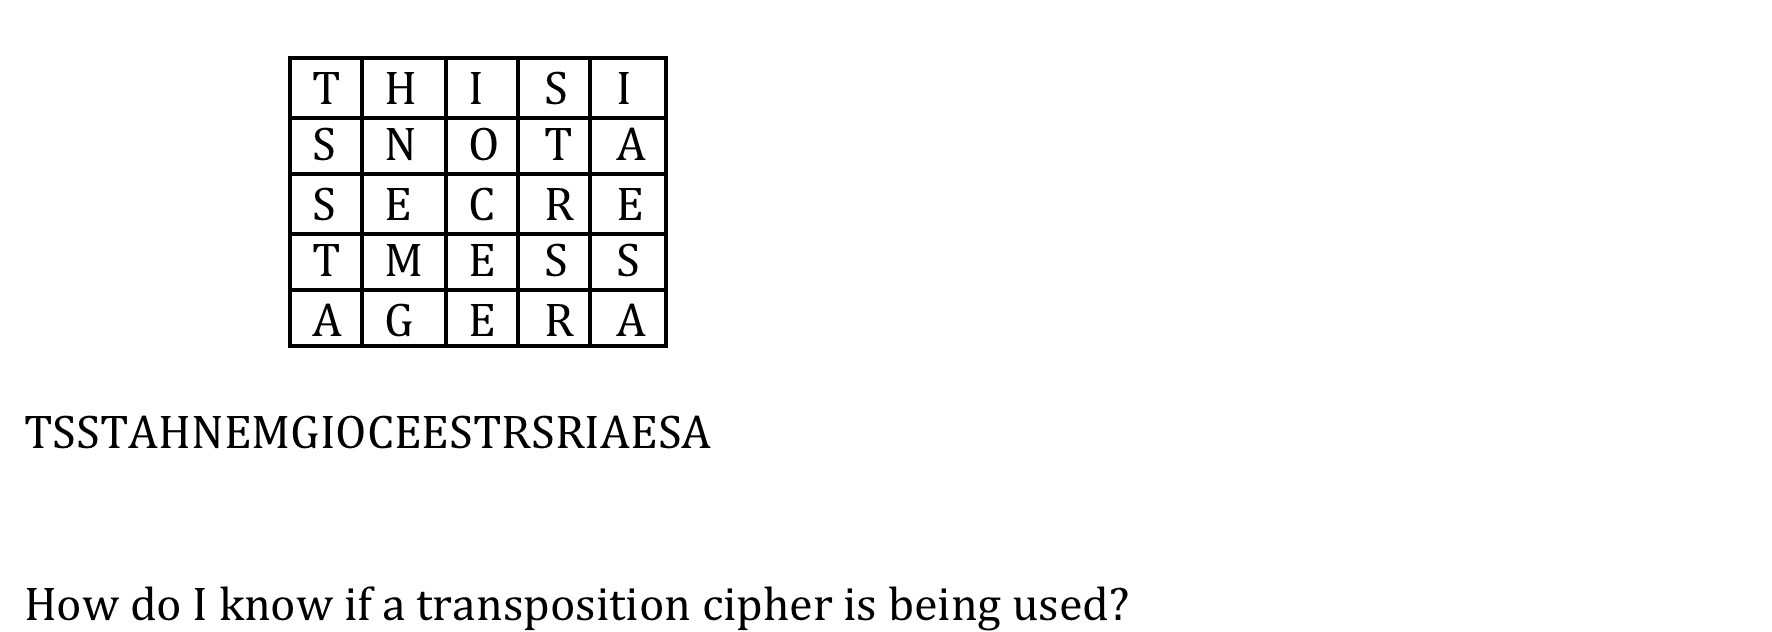 T H I S I
S N O T A
S E C R E
T M E S S
A G E R A
TSSTAHNEMGIOCEESTRSRIAESA
How do I know if a transposition cipher is being used?